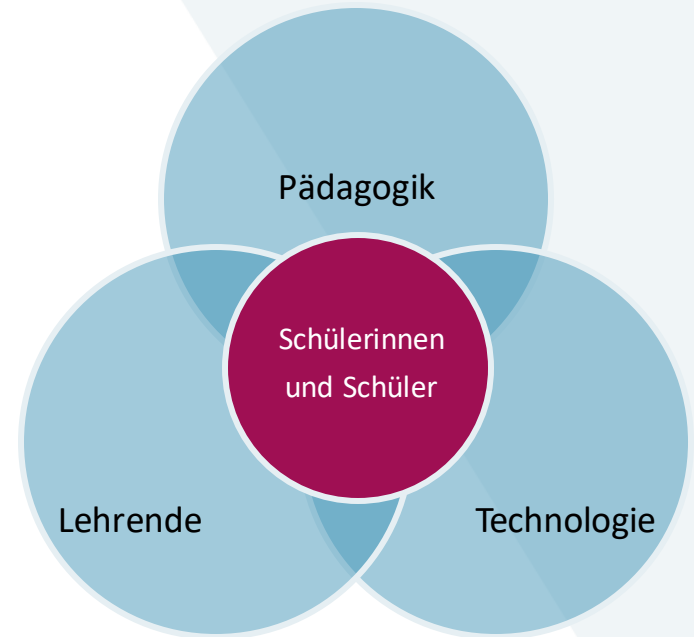 Pädagogik
Schülerinnen
und Schüler
Lehrende
Technologie